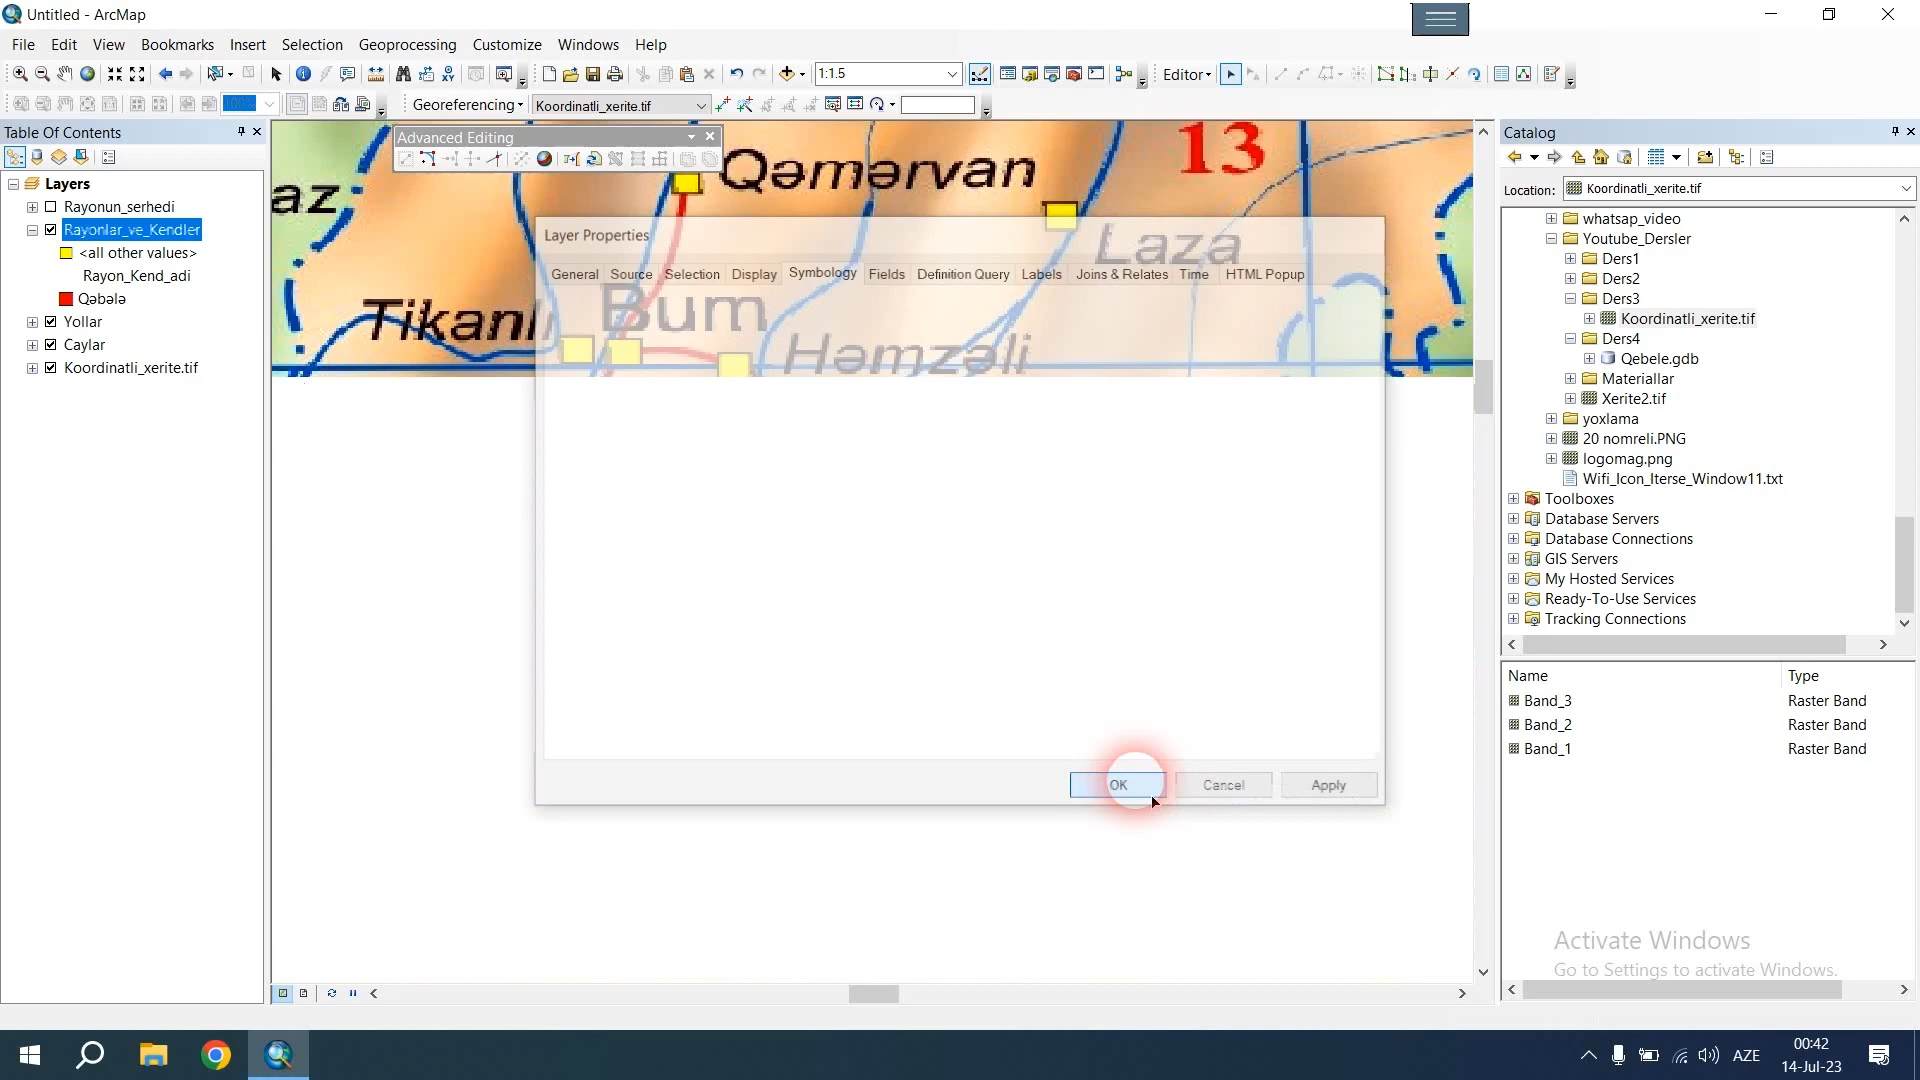 Untitled - ArcMap
File Edit View Bookmarks Insert Selection Geoprocessing Customize Windows Help
1:1.5
Editor
100%
Georeferencing
Koordinatli_xerite.tif
Table Of Contents
Layers
Rayonun_serhedi
Rayonlar_ve_Kendler
<all other values>
Rayon_Kend_adi
Qəbələ
Yollar
Caylar
Koordinatli_xerite.tif
Advanced Editing
az,
Qəmərvan
13
Laza
Tikanlı
Bum
Həmzəli
Layer Properties
General Source Selection Display Symbology Fields Definition Query Labels Joins & Relates Time HTML Popup
OK Cancel Apply
Catalog
Location: Koordinatli_xerite.tif
whatsap_video
Youtube_Dersler
Ders1
Ders2
Ders3
Koordinatli_xerite.tif
Ders4
Qebele.gdb
Materiallar
Xerite2.tif
yoxlama
20 nomreli.PNG
logomag.png
Wifi_Icon_Iterse_Window11.txt
Toolboxes
Database Servers
Database Connections
GIS Servers
My Hosted Services
Ready-To-Use Services
Tracking Connections
Name Type
Band_3 Raster Band
Band_2 Raster Band
Band_1 Raster Band
Activate Windows
Go to Settings to activate Windows.
AZE
00:42
14-Jul-23